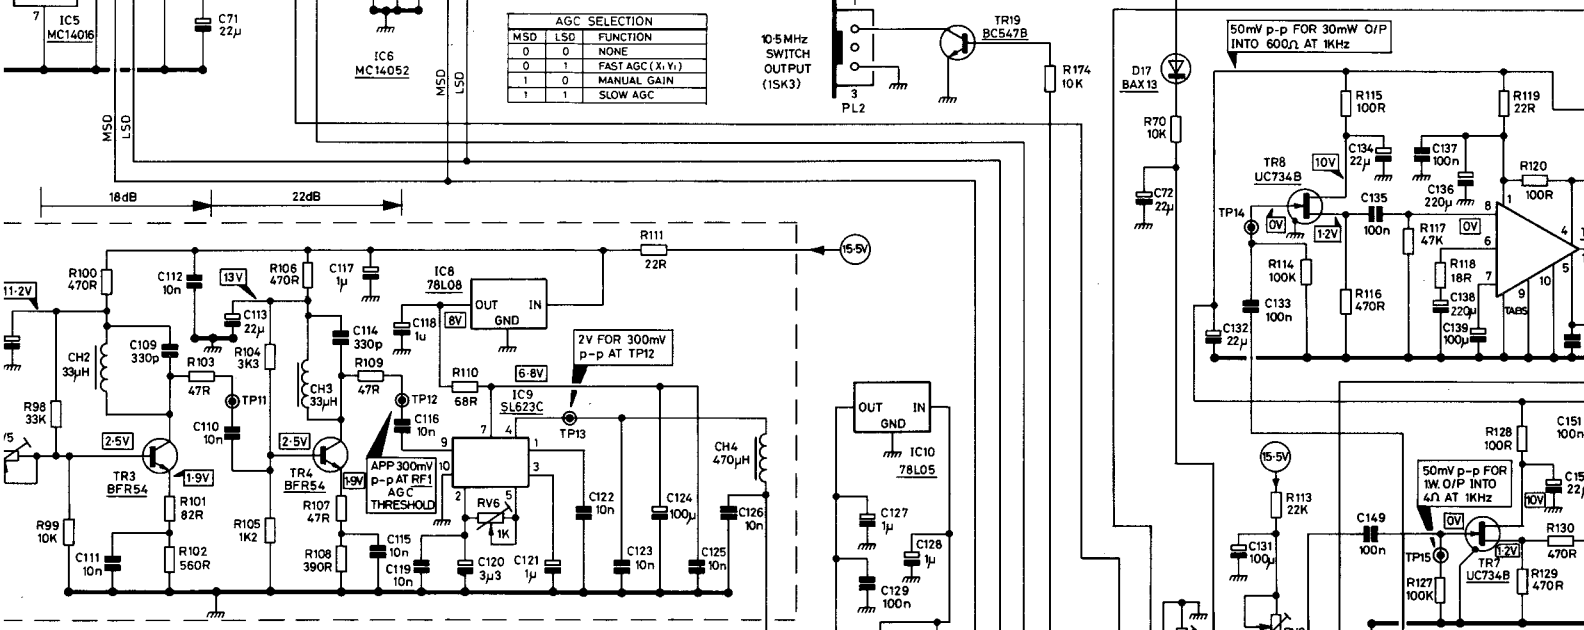 7
IC5
MC14016
C71
22µ
IC6
MC14052
AGC SELECTION
MSD LSD FUNCTION
0 0 NONE
0 1 FAST AGC (X₁Y₁)
1 0 MANUAL GAIN
1 1 SLOW AGC
MSD
LSD
MSD
LSD
10·5 MHz
SWITCH
OUTPUT
(1SK3)
3
PL2
TR19
BC547B
R174
10K
D17
BAX13
R70
10K
C72
22µ
50mV p-p FOR 30mW O/P
INTO 600Ω AT 1KHz
R115
100R
R119
22R
C134
22µ
C137
100n
C136
220µ
R120
100R
TR8
UC734B
10V
TP14
0V
1·2V
C135
100n
R117
47K
0V
8
1
6
7
4
5
10
9
TABS
R114
100K
R116
470R
R118
18R
C138
220µ
C139
100µ
C133
100n
C132
22µ
18dB
22dB
R111
22R
15·5V
11·2V
R100
470R
C112
10n
13V
R106
470R
C117
1µ
IC8
78L08
OUT IN
GND
C113
22µ
C118
1u
8V
CH2
33µH
C109
330p
R103
47R
R104
3K3
C114
330p
R109
47R
CH3
33µH
TP11
TP12
C110
10n
C116
10n
R110
68R
6·8V
IC9
SL623C
2V FOR 300mV
p-p AT TP12
TP13
R98
33K
2·5V
TR3
BFR54
1·9V
2·5V
TR4
BFR54
1·9V
APP 300mV
p-p AT RF1
AGC
THRESHOLD
7
4
9
10
1
3
2
5
RV6
1K
CH4
470µH
R99
10K
C111
10n
R101
82R
R102
560R
R105
1K2
R107
47R
R108
390R
C115
10n
C119
10n
C120
3µ3
C121
1µ
C122
10n
C123
10n
C124
100µ
C125
10n
C126
10n
OUT IN
GND
IC10
78L05
C127
1µ
C128
1µ
C129
100n
15·5V
R113
22K
C131
100µ
R128
100R
C151
100n
50mV p-p FOR
1W. O/P INTO
4Ω AT 1KHz
10V
22µ
C149
100n
0V
TP15
1·2V
TR7
UC734B
R130
470R
R127
100K
R129
470R